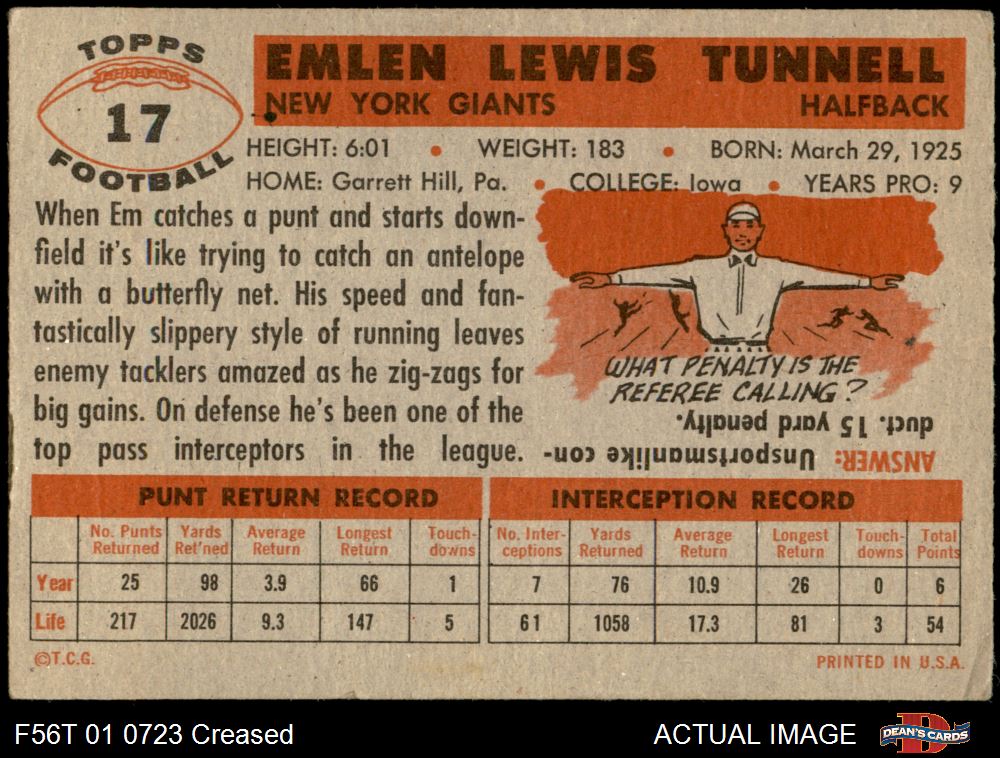 TOPPS
17
FOOTBALL
EMLEN LEWIS TUNNELL
NEW YORK GIANTS HALFBACK
HEIGHT: 6:01 • WEIGHT: 183 • BORN: March 29, 1925
HOME: Garrett Hill, Pa. • COLLEGE: Iowa • YEARS PRO: 9
When Em catches a punt and starts down-
field it's like trying to catch an antelope
with a butterfly net. His speed and fan-
tastically slippery style of running leaves
enemy tacklers amazed as he zig-zags for
big gains. On defense he's been one of the
top pass interceptors in the league.
WHAT PENALTY IS THE
REFEREE CALLING?
ANSWER: Unsportsmanlike con-
duct. 15 yard penalty.
PUNT RETURN RECORD
No. Punts Returned Yards Ret'ned Average Return Longest Return Touch-downs
Year 25 98 3.9 66 1
Life 217 2026 9.3 147 5
INTERCEPTION RECORD
No. Inter-ceptions Yards Returned Average Return Longest Return Touch-downs Total Points
7 76 10.9 26 0 6
61 1058 17.3 81 3 54
©T.C.G. PRINTED IN U.S.A.
F56T 01 0723 Creased ACTUAL IMAGE
D
DEAN'S CARDS